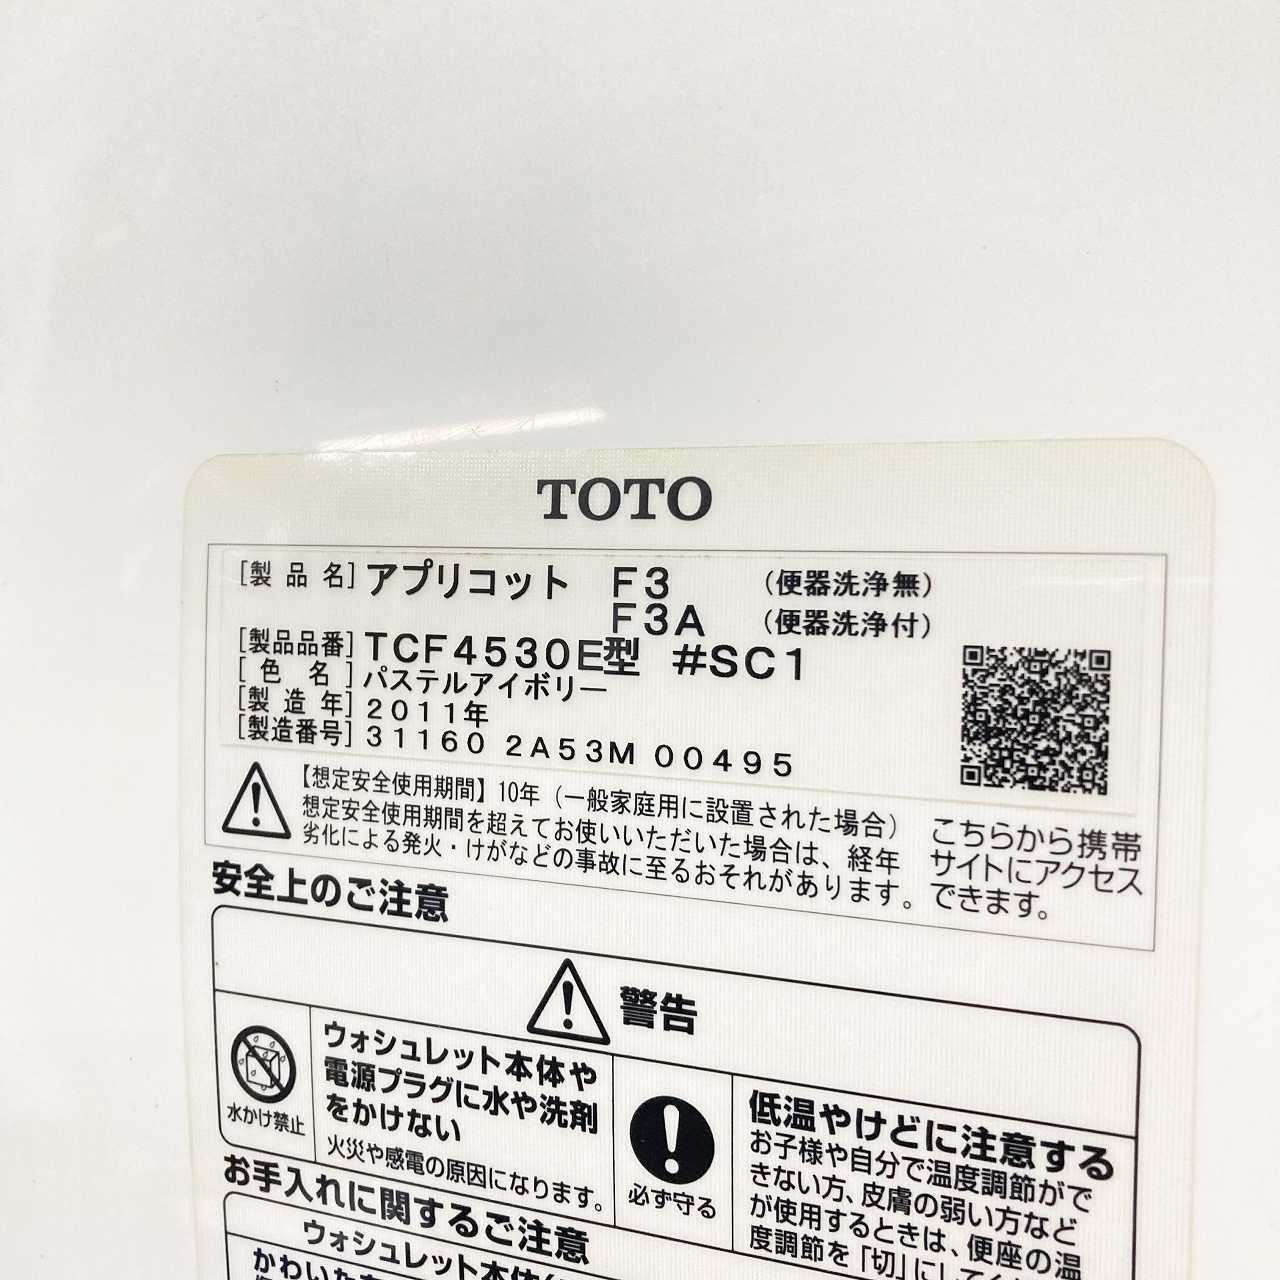 TOTO
[製品名] アプリコット F3 (便器洗浄無)
F3A (便器洗浄付)
[製品品番] TCF4530E型 #SC1
[色名] パステルアイボリー
[製造年] 2011年
[製造番号] 31160 2A53M 00495
【想定安全使用期間】10年(一般家庭用に設置された場合)
想定安全使用期間を超えてお使いいただいた場合は、経年
劣化による発火・けがなどの事故に至るおそれがあります。
こちらから携帯
サイトにアクセス
できます。
安全上のご注意
警告
水かけ禁止
ウォシュレット本体や
電源プラグに水や洗剤
をかけない
火災や感電の原因になります。
必ず守る
低温やけどに注意する
お子様や自分で温度調節がで
きない方、皮膚の弱い方など
が使用するときは、便座の温
度調節を「切」にして
お手入れに関するご注意
ウォシュレット本体
かわいた